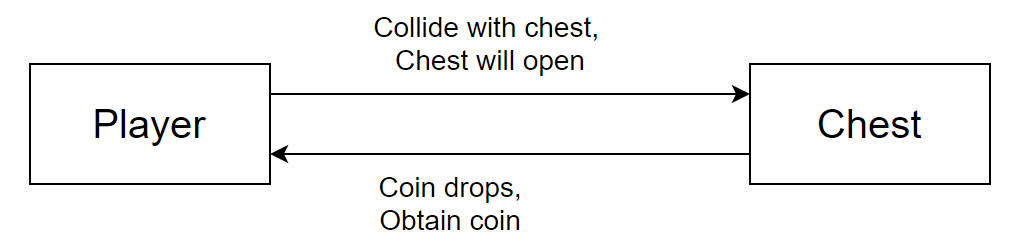 Collide with chest,
Chest will open
Player
Chest
Coin drops,
Obtain coin